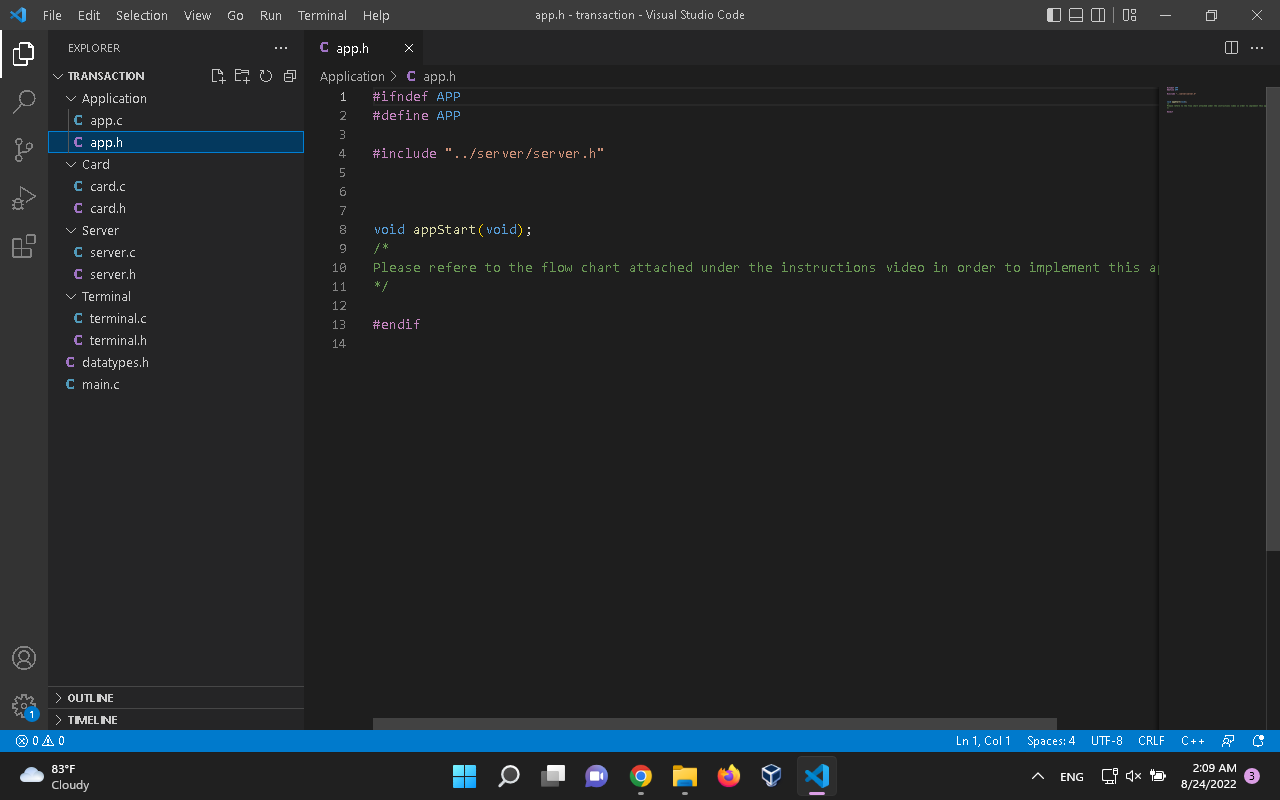 File Edit Selection View Go Run Terminal Help
app.h - transaction - Visual Studio Code
EXPLORER
TRANSACTION
Application
C app.c
C app.h
Card
C card.c
C card.h
Server
C server.c
C server.h
Terminal
C terminal.c
C terminal.h
C datatypes.h
C main.c
OUTLINE
TIMELINE
C app.h
Application > C app.h
1 #ifndef APP
2 #define APP
3
4 #include "../server/server.h"
5
6
7
8 void appStart(void);
9 /*
10 Please refere to the flow chart attached under the instructions video in order to implement this
11 */
12
13 #endif
14
1
0 0
Ln 1, Col 1 Spaces: 4 UTF-8 CRLF C++
83°F
Cloudy
ENG
2:09 AM
8/24/2022
3